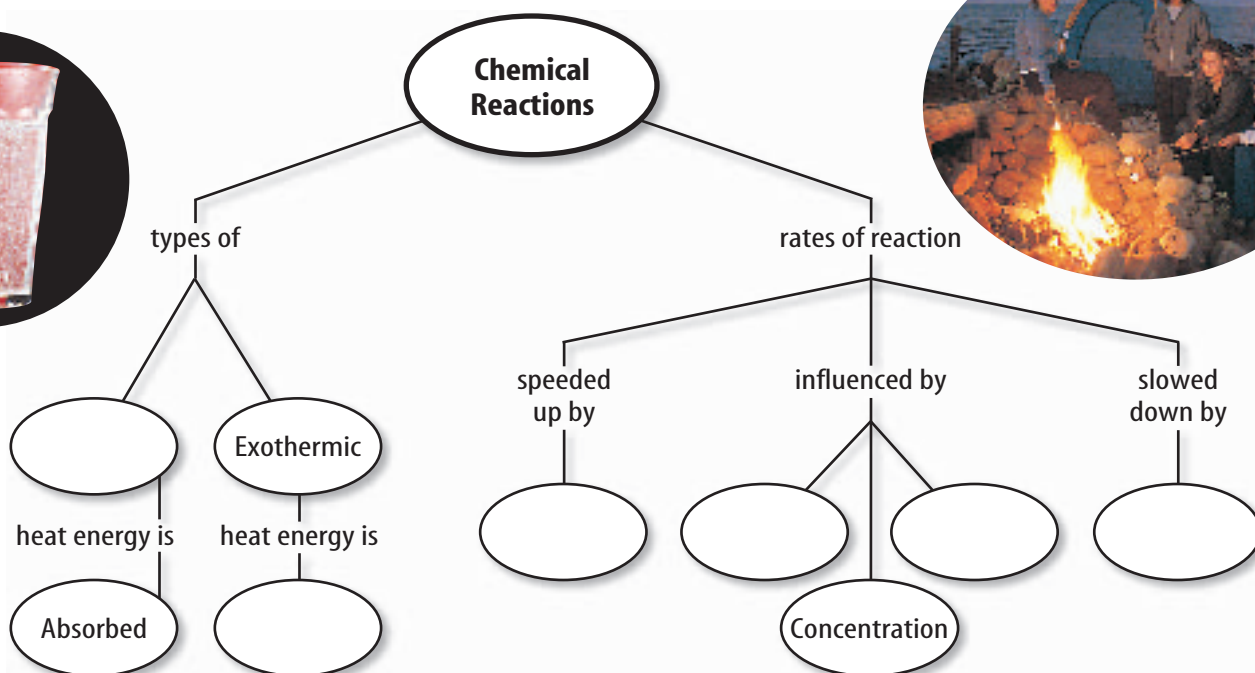 Chemical
Reactions
types of
rates of reaction
speeded
up by
influenced by
slowed
down by
Exothermic
heat energy is
heat energy is
Absorbed
Concentration